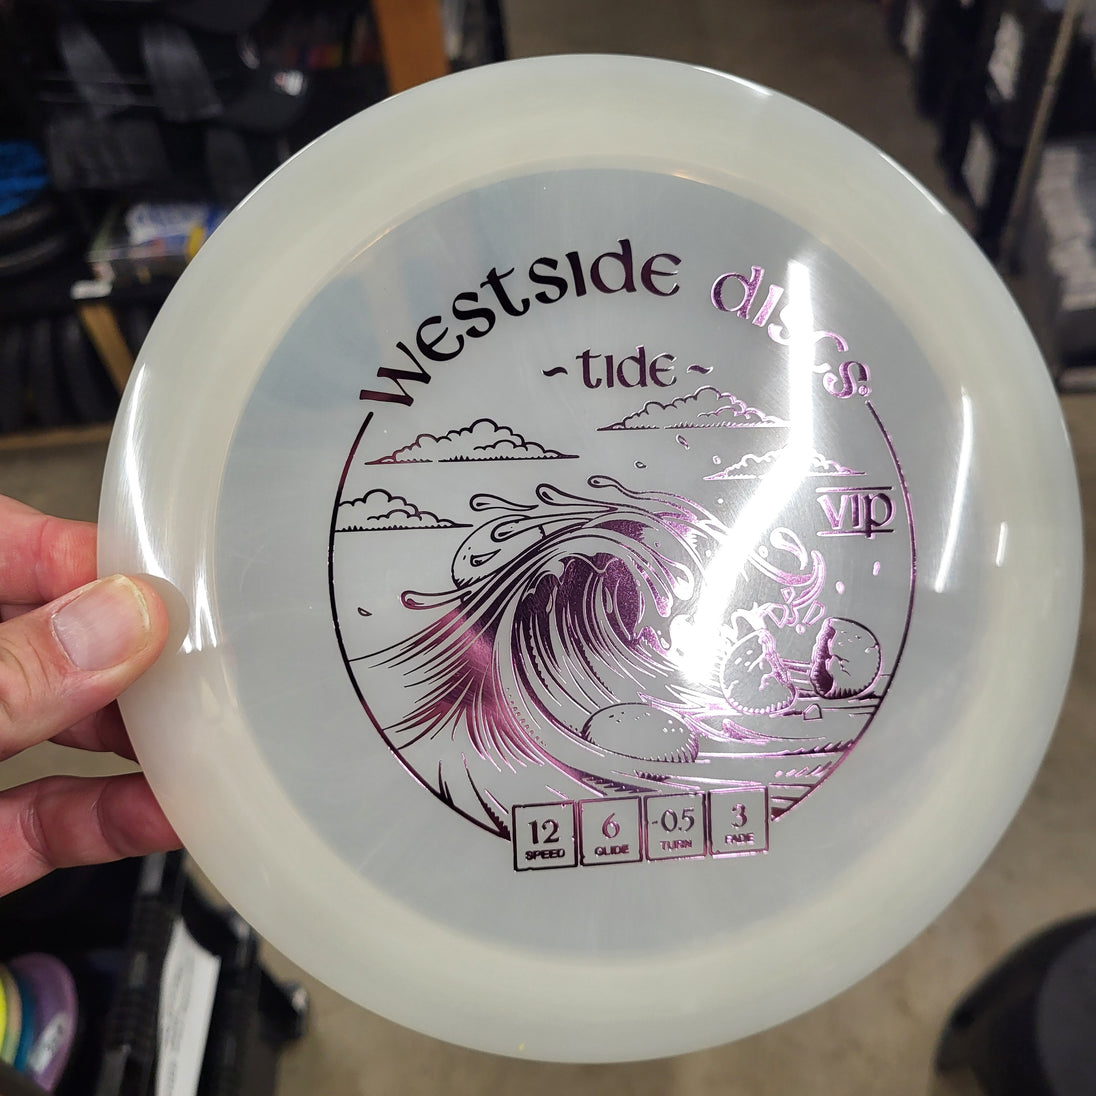 westside discs
~ tide ~
VIP
12 6 -0.5 3
SPEED GLIDE TURN FADE